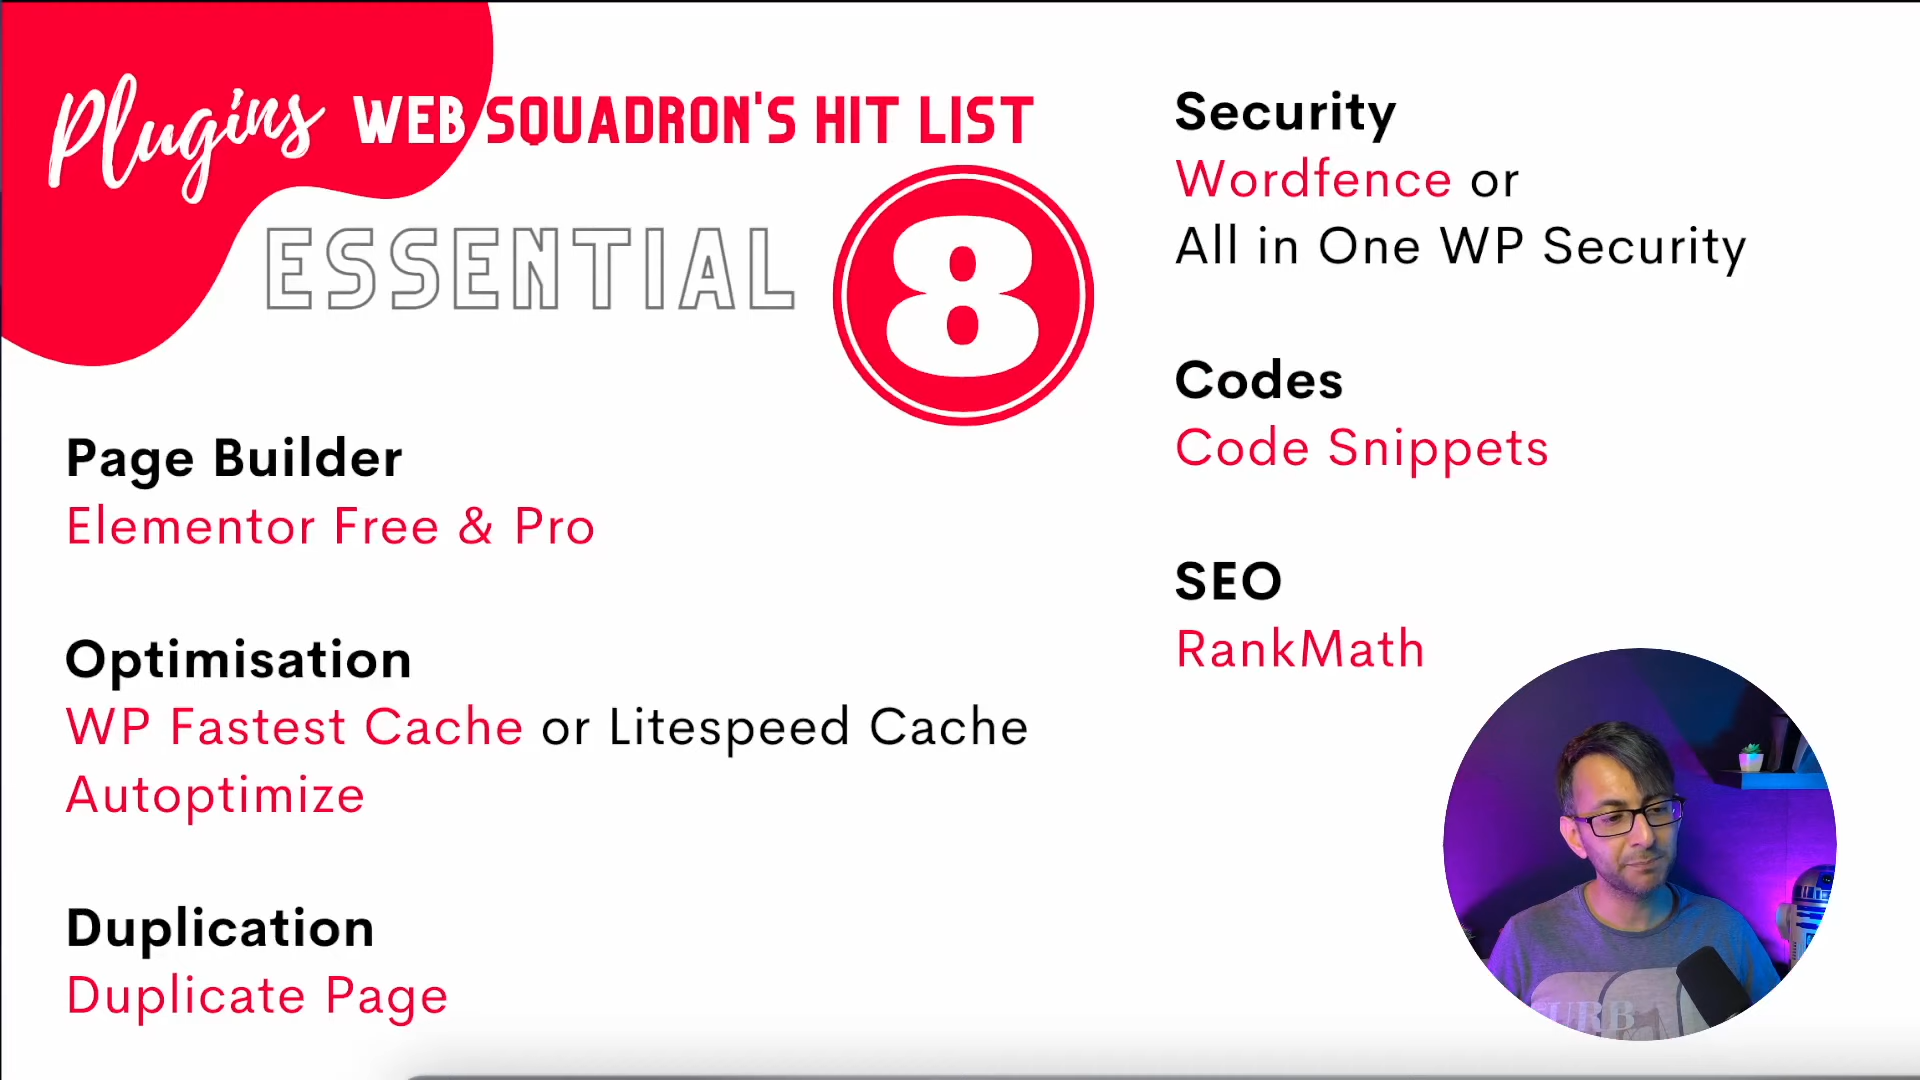 Plugins WEB SQUADRON'S HIT LIST
ESSENTIAL 8
Page Builder
Elementor Free & Pro
Optimisation
WP Fastest Cache or Litespeed Cache
Autoptimize
Duplication
Duplicate Page
Security
Wordfence or
All in One WP Security
Codes
Code Snippets
SEO
RankMath